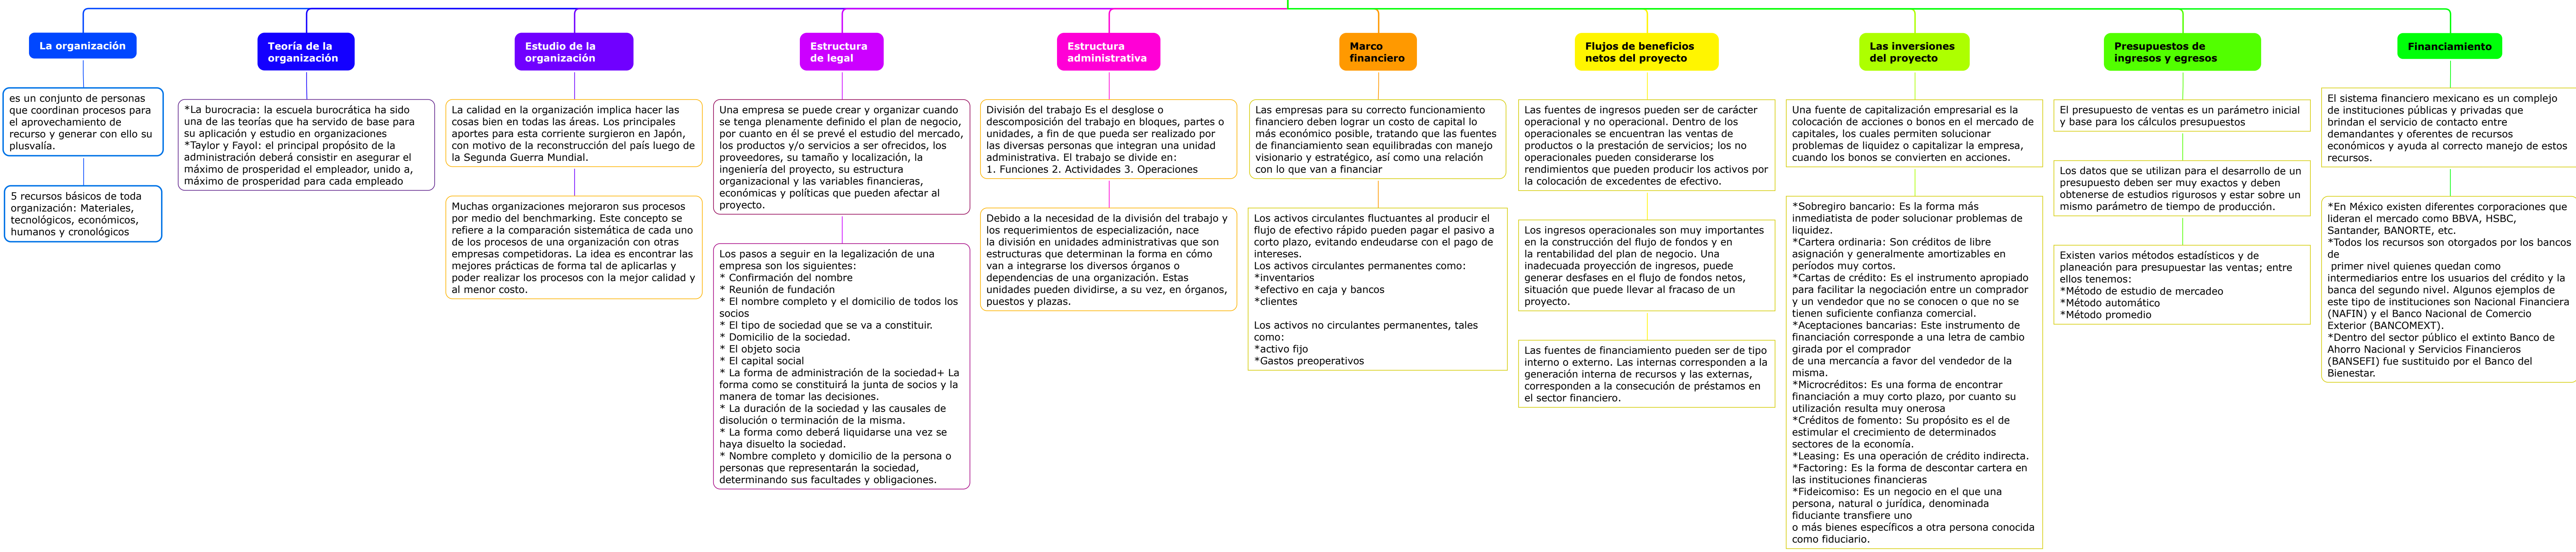 La organización
es un conjunto de personas
que coordinan procesos para
el aprovechamiento de
recurso y generar con ello su
plusvalía.
5 recursos básicos de toda
organización: Materiales,
tecnológicos, económicos,
humanos y cronológicos
Teoría de la
organización
*La burocracia: la escuela burocrática ha sido
una de las teorías que ha servido de base para
su aplicación y estudio en organizaciones
*Taylor y Fayol: el principal propósito de la
administración deberá consistir en asegurar el
máximo de prosperidad el empleador, unido a,
máximo de prosperidad para cada empleado
Estudio de la
organización
La calidad en la organización implica hacer las
cosas bien en todas las áreas. Los principales
aportes para esta corriente surgieron en Japón,
con motivo de la reconstrucción del país luego de
la Segunda Guerra Mundial.
Muchas organizaciones mejoraron sus procesos
por medio del benchmarking. Este concepto se
refiere a la comparación sistemática de cada uno
de los procesos de una organización con otras
empresas competidoras. La idea es encontrar las
mejores prácticas de forma tal de aplicarlas y
poder realizar los procesos con la mejor calidad y
al menor costo.
Estructura
de legal
Una empresa se puede crear y organizar cuando
se tenga plenamente definido el plan de negocio,
por cuanto en él se prevé el estudio del mercado,
los productos y/o servicios a ser ofrecidos, los
proveedores, su tamaño y localización, la
ingeniería del proyecto, su estructura
organizacional y las variables financieras,
económicas y políticas que pueden afectar al
proyecto.
Los pasos a seguir en la legalización de una
empresa son los siguientes:
* Confirmación del nombre
* Reunión de fundación
* El nombre completo y el domicilio de todos los
socios
* El tipo de sociedad que se va a constituir.
* Domicilio de la sociedad.
* El objeto socia
* El capital social
* La forma de administración de la sociedad+ La
forma como se constituirá la junta de socios y la
manera de tomar las decisiones.
* La duración de la sociedad y las causales de
disolución o terminación de la misma.
* La forma como deberá liquidarse una vez se
haya disuelto la sociedad.
* Nombre completo y domicilio de la persona o
personas que representarán la sociedad,
determinando sus facultades y obligaciones.
Estructura
administrativa
División del trabajo Es el desglose o
descomposición del trabajo en bloques, partes o
unidades, a fin de que pueda ser realizado por
las diversas personas que integran una unidad
administrativa. El trabajo se divide en:
1. Funciones 2. Actividades 3. Operaciones
Debido a la necesidad de la división del trabajo y
los requerimientos de especialización, nace
la división en unidades administrativas que son
estructuras que determinan la forma en cómo
van a integrarse los diversos órganos o
dependencias de una organización. Estas
unidades pueden dividirse, a su vez, en órganos,
puestos y plazas.
Marco
financiero
Las empresas para su correcto funcionamiento
financiero deben lograr un costo de capital lo
más económico posible, tratando que las fuentes
de financiamiento sean equilibradas con manejo
visionario y estratégico, así como una relación
con lo que van a financiar
Los activos circulantes fluctuantes al producir el
flujo de efectivo rápido pueden pagar el pasivo a
corto plazo, evitando endeudarse con el pago de
intereses.
Los activos circulantes permanentes como:
*inventarios
*efectivo en caja y bancos
*clientes
Los activos no circulantes permanentes, tales
como:
*activo fijo
*Gastos preoperativos
Flujos de beneficios
netos del proyecto
Las fuentes de ingresos pueden ser de carácter
operacional y no operacional. Dentro de los
operacionales se encuentran las ventas de
productos o la prestación de servicios; los no
operacionales pueden considerarse los
rendimientos que pueden producir los activos por
la colocación de excedentes de efectivo.
Los ingresos operacionales son muy importantes
en la construcción del flujo de fondos y en
la rentabilidad del plan de negocio. Una
inadecuada proyección de ingresos, puede
generar desfases en el flujo de fondos netos,
situación que puede llevar al fracaso de un
proyecto.
Las fuentes de financiamiento pueden ser de tipo
interno o externo. Las internas corresponden a la
generación interna de recursos y las externas,
corresponden a la consecución de préstamos en
el sector financiero.
Las inversiones
del proyecto
Una fuente de capitalización empresarial es la
colocación de acciones o bonos en el mercado de
capitales, los cuales permiten solucionar
problemas de liquidez o capitalizar la empresa,
cuando los bonos se convierten en acciones.
*Sobregiro bancario: Es la forma más
inmediatista de poder solucionar problemas de
liquidez.
*Cartera ordinaria: Son créditos de libre
asignación y generalmente amortizables en
períodos muy cortos.
*Cartas de crédito: Es el instrumento apropiado
para facilitar la negociación entre un comprador
y un vendedor que no se conocen o que no se
tienen suficiente confianza comercial.
*Aceptaciones bancarias: Este instrumento de
financiación corresponde a una letra de cambio
girada por el comprador
de una mercancía a favor del vendedor de la
misma.
*Microcréditos: Es una forma de encontrar
financiación a muy corto plazo, por cuanto su
utilización resulta muy onerosa
*Créditos de fomento: Su propósito es el de
estimular el crecimiento de determinados
sectores de la economía.
*Leasing: Es una operación de crédito indirecta.
*Factoring: Es la forma de descontar cartera en
las instituciones financieras
*Fideicomiso: Es un negocio en el que una
persona, natural o jurídica, denominada
fiduciante transfiere uno
o más bienes específicos a otra persona conocida
como fiduciario.
Presupuestos de
ingresos y egresos
El presupuesto de ventas es un parámetro inicial
y base para los cálculos presupuestos
Los datos que se utilizan para el desarrollo de un
presupuesto deben ser muy exactos y deben
obtenerse de estudios rigurosos y estar sobre un
mismo parámetro de tiempo de producción.
Existen varios métodos estadísticos y de
planeación para presupuestar las ventas; entre
ellos tenemos:
*Método de estudio de mercadeo
*Método automático
*Método promedio
Financiamiento
El sistema financiero mexicano es un complejo
de instituciones públicas y privadas que
brindan el servicio de contacto entre
demandantes y oferentes de recursos
económicos y ayuda al correcto manejo de estos
recursos.
*En México existen diferentes corporaciones que
lideran el mercado como BBVA, HSBC,
Santander, BANORTE, etc.
*Todos los recursos son otorgados por los bancos
de
primer nivel quienes quedan como
intermediarios entre los usuarios del crédito y la
banca del segundo nivel. Algunos ejemplos de
este tipo de instituciones son Nacional Financiera
(NAFIN) y el Banco Nacional de Comercio
Exterior (BANCOMEXT).
*Dentro del sector público el extinto Banco de
Ahorro Nacional y Servicios Financieros
(BANSEFI) fue sustituido por el Banco del
Bienestar.